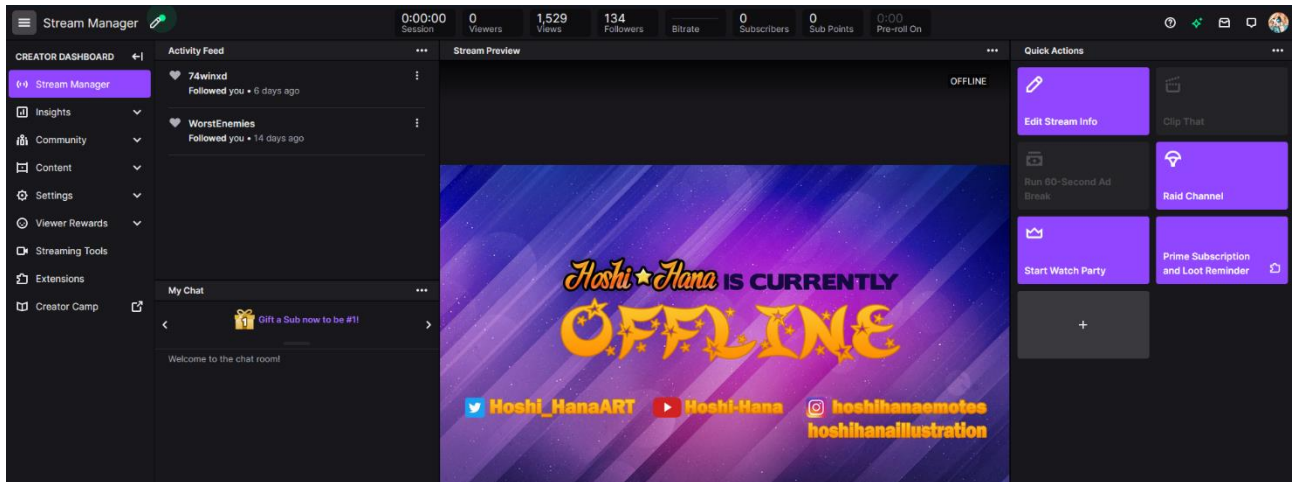 Stream Manager
0:00:00
Session
0
Viewers
1,529
Views
134
Followers
Bitrate
0
Subscribers
0
Sub Points
0:00
Pre-roll On
CREATOR DASHBOARD
Stream Manager
Insights
Community
Content
Settings
Viewer Rewards
Streaming Tools
Extensions
Creator Camp
Activity Feed
74winxd
Followed you • 6 days ago
WorstEnemies
Followed you • 14 days ago
My Chat
1
Gift a Sub now to be #1!
Welcome to the chat room!
Stream Preview
OFFLINE
Hoshi Hana IS CURRENTLY
OFFLINE
Hoshi_HanaART
Hoshi-Hana
hoshihanaemotes
hoshihanaillustration
Quick Actions
Edit Stream Info
Clip That
Run 60-Second Ad
Break
Raid Channel
Start Watch Party
Prime Subscription
and Loot Reminder
+